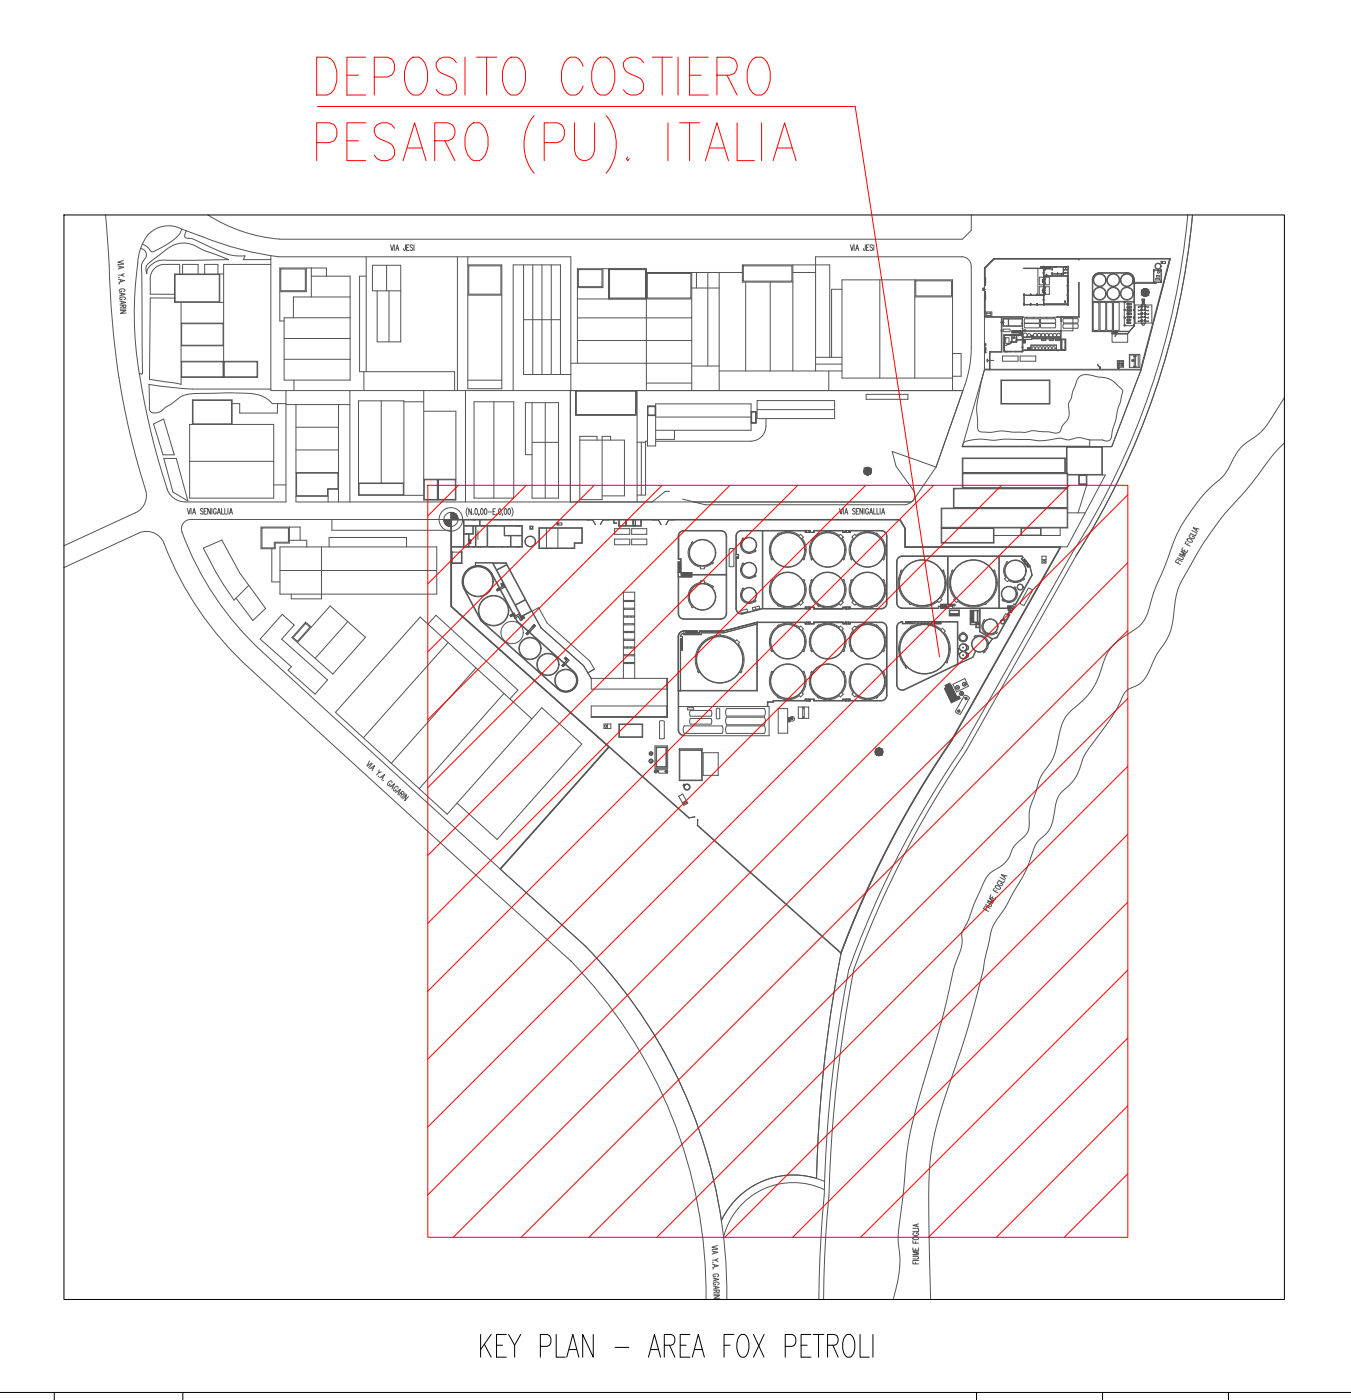 DEPOSITO COSTIERO
PESARO (PU). ITALIA
VIA JESI
VIA JESI
VIA Y.A. GAGARIN
VIA SENIGALLIA
(N.0,00-E.0,00)
VIA SENIGALLIA
FIUME FOGLIA
VIA Y.A. GAGARIN
FIUME FOGLIA
FIUME FOGLIA
VIA Y.A. GAGARIN
KEY PLAN - AREA FOX PETROLI